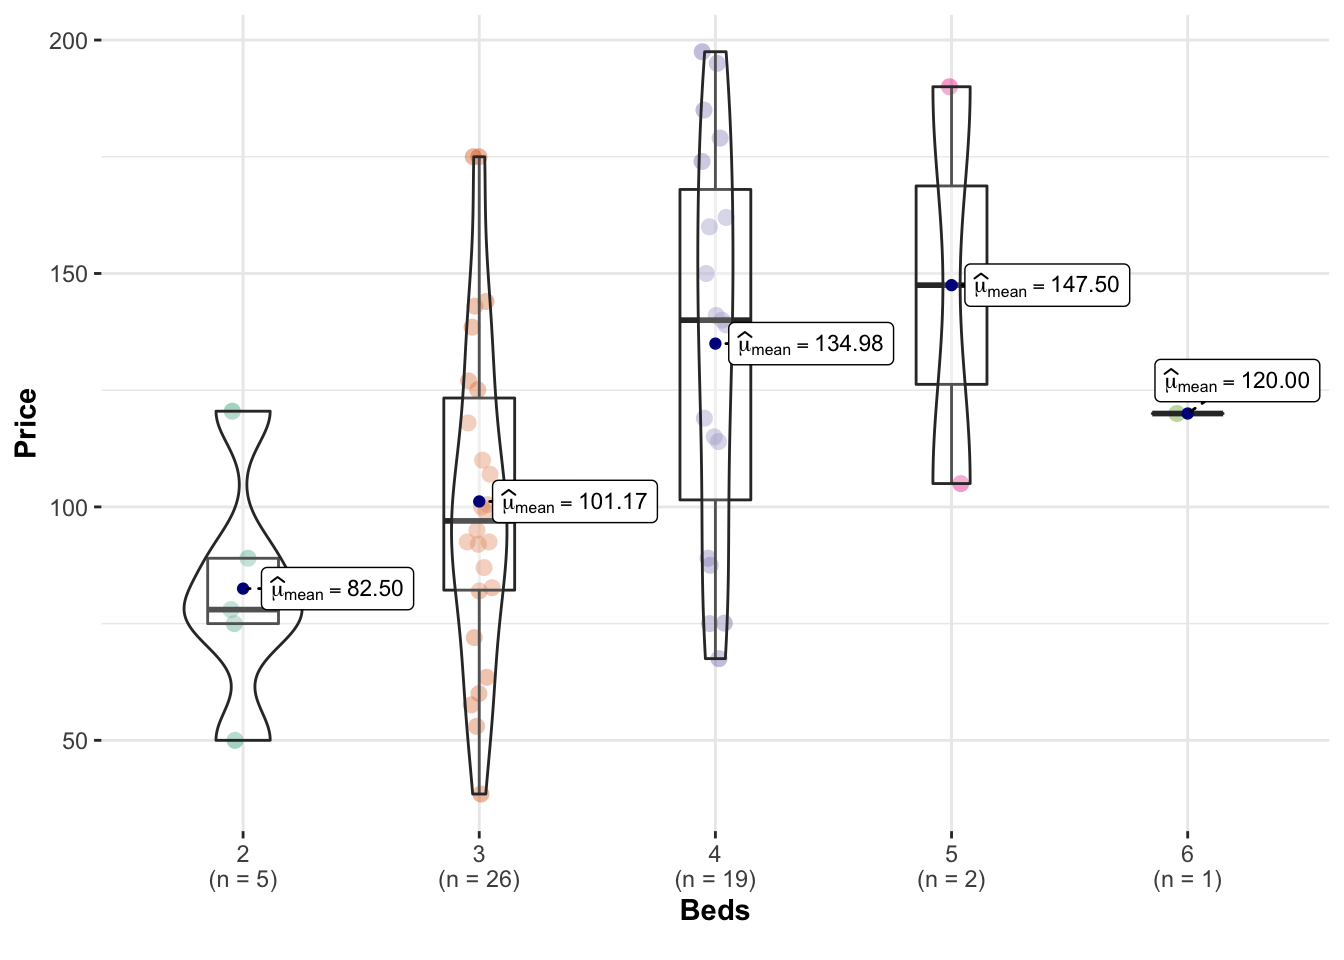 200
150
100
50
Price
μ̂mean = 82.50
μ̂mean = 101.17
μ̂mean = 134.98
μ̂mean = 147.50
μ̂mean = 120.00
2
(n = 5)
3
(n = 26)
4
(n = 19)
5
(n = 2)
6
(n = 1)
Beds